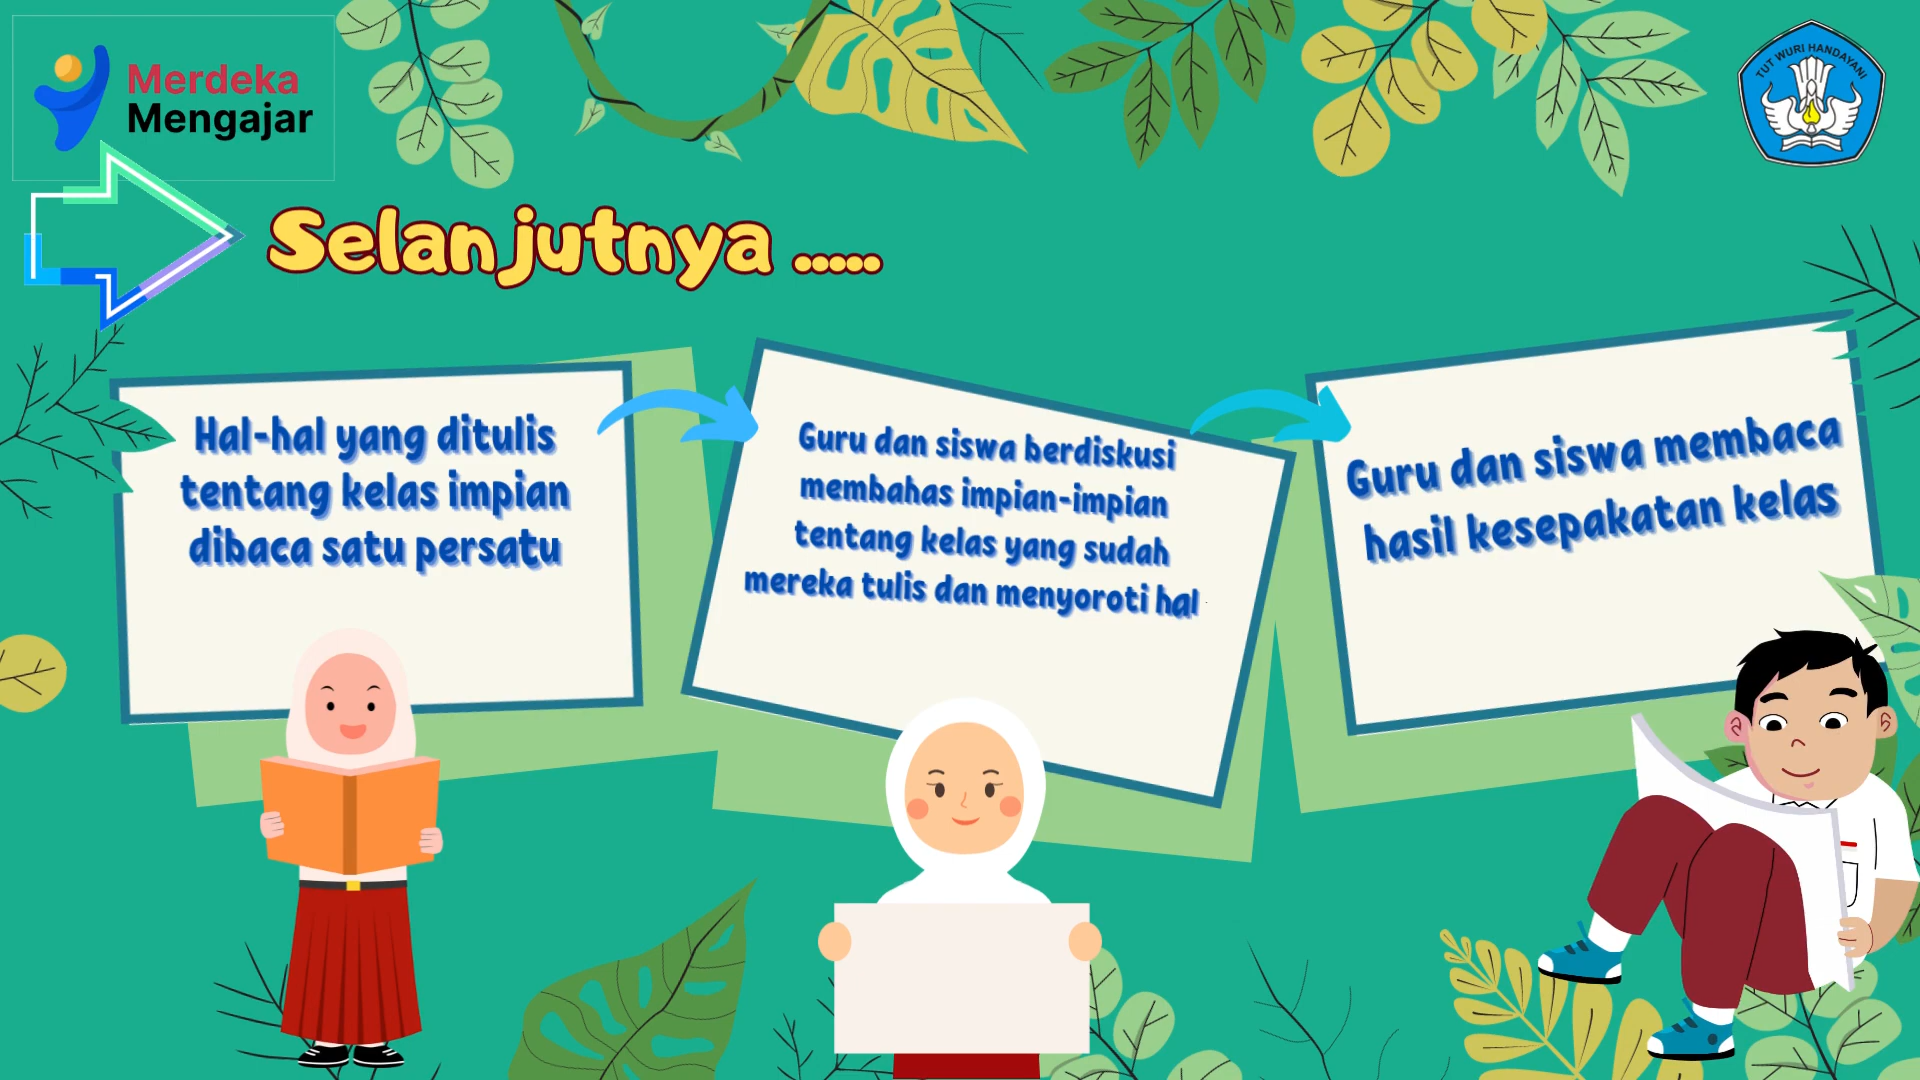 Merdeka
Mengajar
TUT WURI HANDAYANI
Selanjutnya .....
Hal-hal yang ditulis
tentang kelas impian
dibaca satu persatu
Guru dan siswa berdiskusi
membahas impian-impian
tentang kelas yang sudah
mereka tulis dan menyoroti hal
Guru dan siswa membaca
hasil kesepakatan kelas